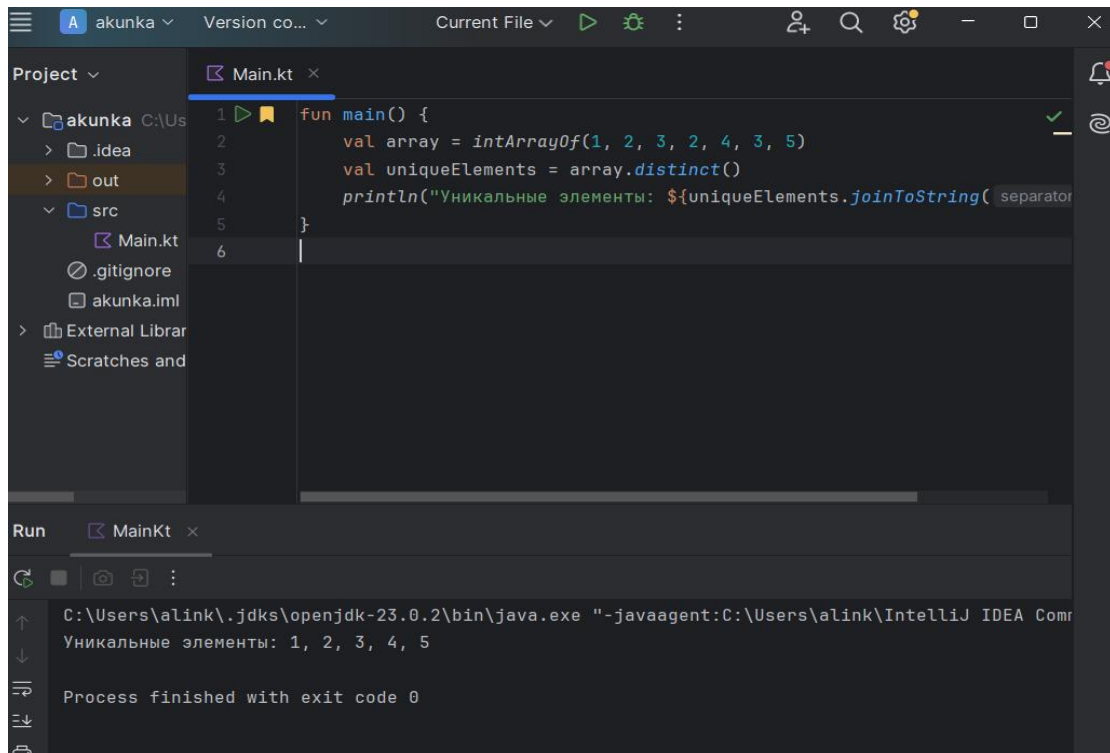 A akunka Version co... Current File
Project
Main.kt
akunka C:\Us
.idea
out
src
Main.kt
.gitignore
akunka.iml
External Librar
Scratches and
1 fun main() {
2 val array = intArrayOf(1, 2, 3, 2, 4, 3, 5)
3 val uniqueElements = array.distinct()
4 println("Уникальные элементы: ${uniqueElements.joinToString( separator
5 }
6
Run MainKt
C:\Users\alink\.jdks\openjdk-23.0.2\bin\java.exe "-javaagent:C:\Users\alink\IntelliJ IDEA Com
Уникальные элементы: 1, 2, 3, 4, 5
Process finished with exit code 0